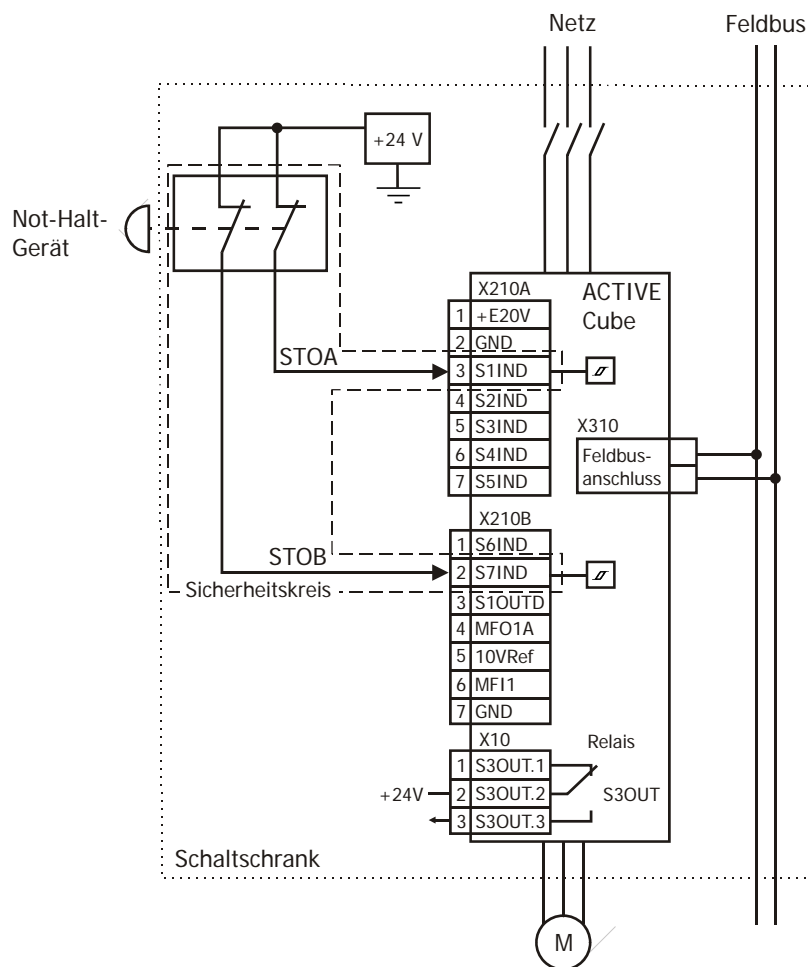 Netz
Feldbus
+24 V
Not-Halt-
Gerät
X210A
ACTIVE
Cube
1 +E20V
2 GND
STOA
3 S1IND
4 S2IND
5 S3IND
6 S4IND
7 S5IND
X310
Feldbus-
anschluss
X210B
1 S6IND
STOB
2 S7IND
Sicherheitskreis
3 S1OUTD
4 MFO1A
5 10VRef
6 MFI1
7 GND
X10
Relais
1 S3OUT.1
+24V
2 S3OUT.2
S3OUT
3 S3OUT.3
Schaltschrank
M